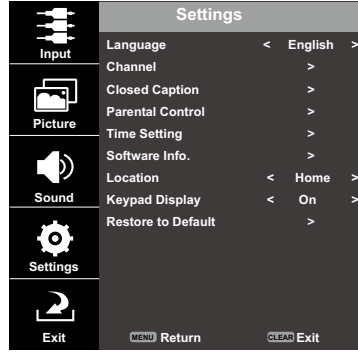 Settings
Input
Picture
Sound
Settings
Exit
Language < English >
Channel >
Closed Caption >
Parental Control >
Time Setting >
Software Info. >
Location < Home >
Keypad Display < On >
Restore to Default >
MENU Return CLEAR Exit